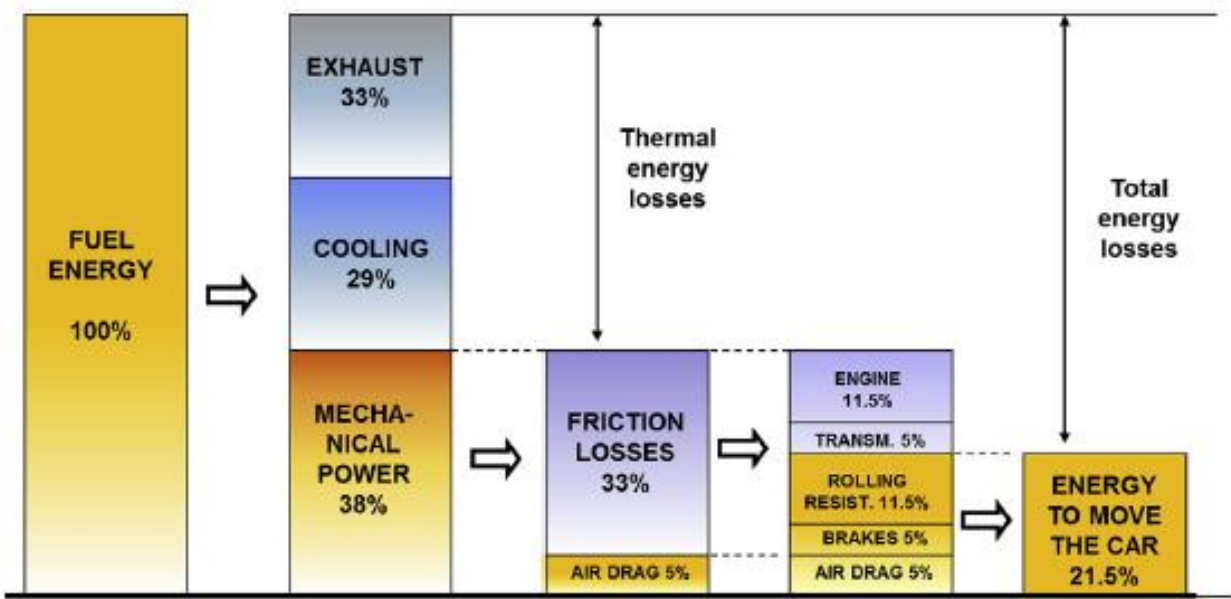 FUEL
ENERGY
100%
EXHAUST
33%
COOLING
29%
MECHA-
NICAL
POWER
38%
Thermal
energy
losses
FRICTION
LOSSES
33%
AIR DRAG 5%
ENGINE
11.5%
TRANSM. 5%
ROLLING
RESIST. 11.5%
BRAKES 5%
AIR DRAG 5%
Total
energy
losses
ENERGY
TO MOVE
THE CAR
21.5%